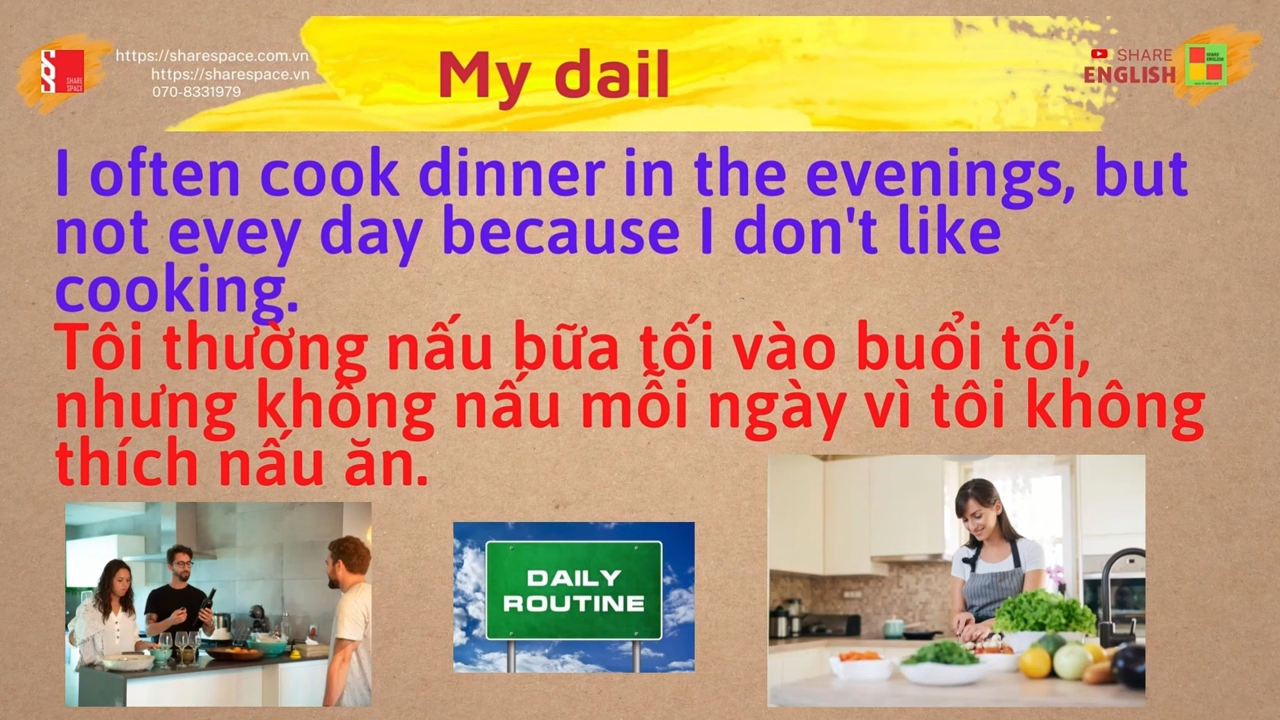 https://sharespace.com.vn
https://sharespace.vn
070-8331979
SHARE
SPACE
My dail
SHARE
ENGLISH
I often cook dinner in the evenings, but
not evey day because I don't like
cooking.
Tôi thường nấu bữa tối vào buổi tối,
nhưng không nấu mỗi ngày vì tôi không
thích nấu ăn.
DAILY
ROUTINE